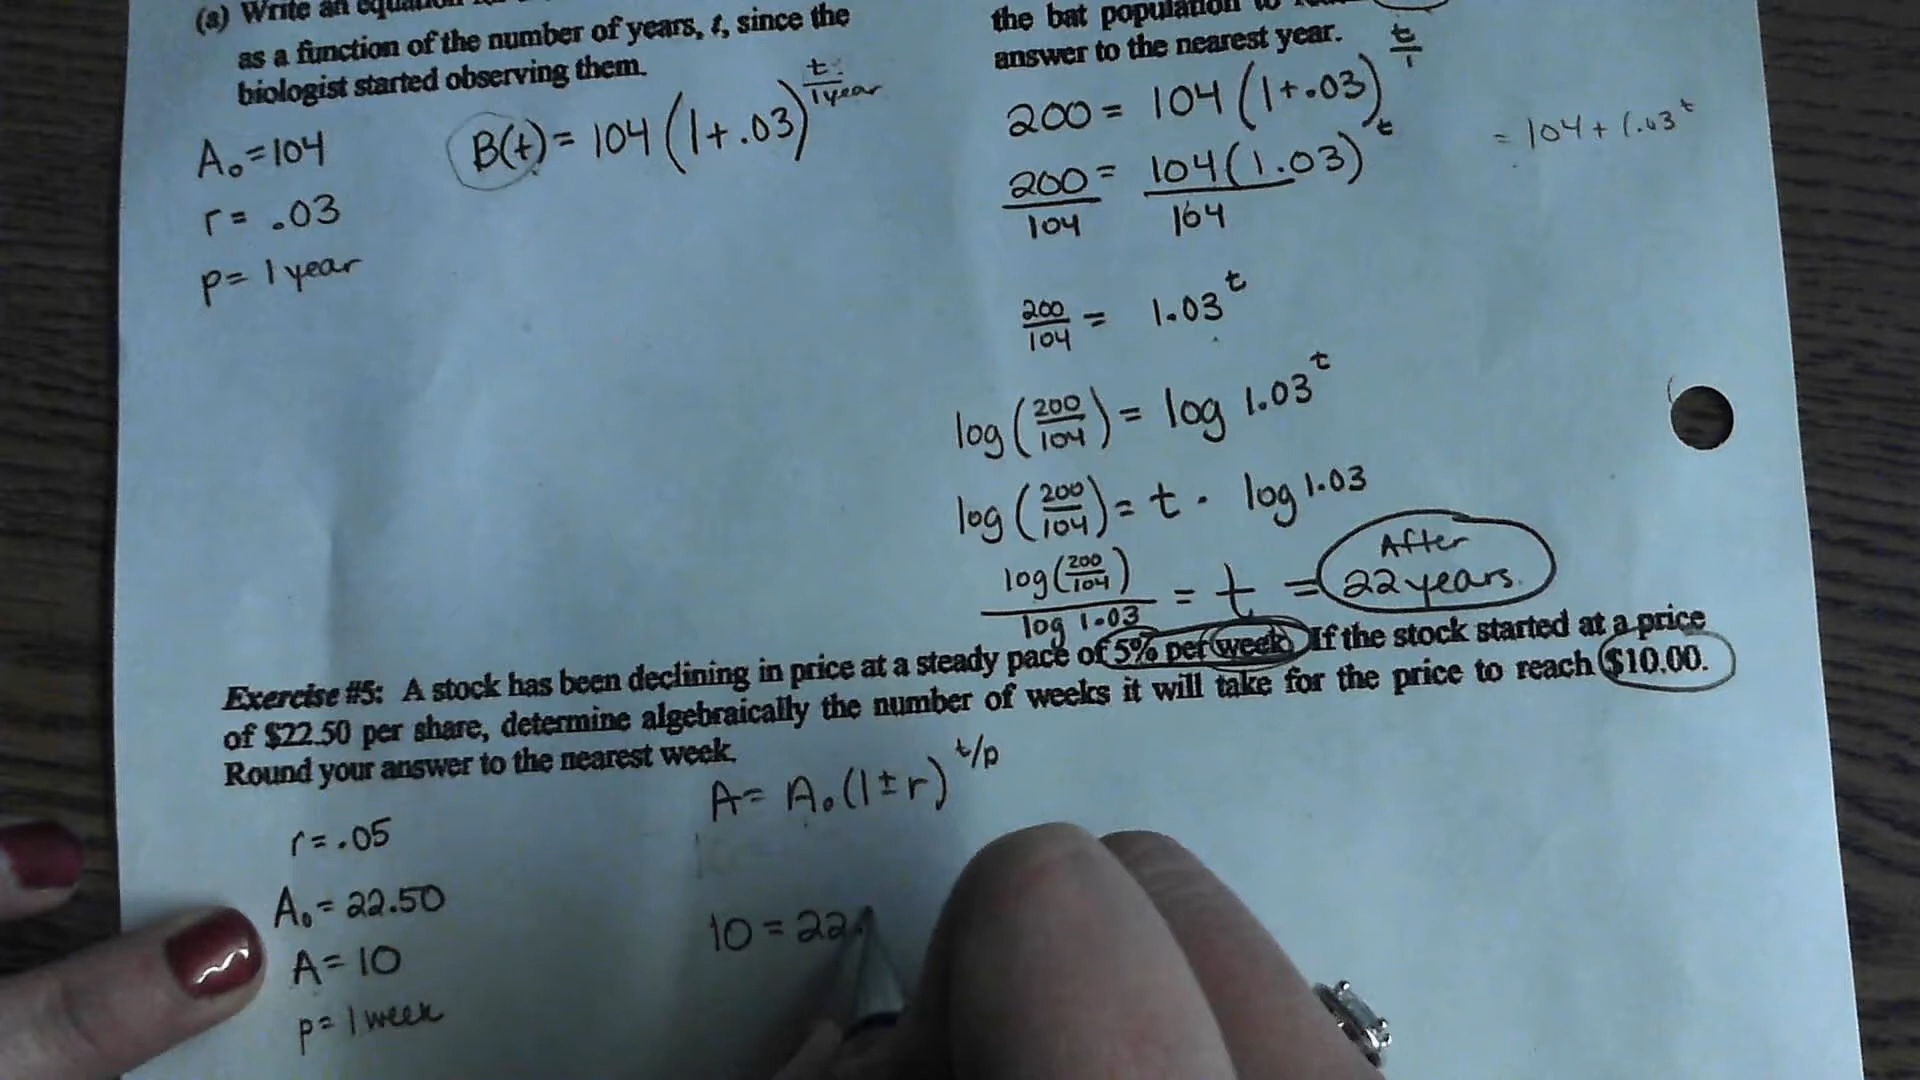 (a) Write an
as a function of the number of years, t, since the
biologist started observing them.
A₀=104
r = .03
p= 1 year
B(t)= 104 (1+ .03)^(t/1year)
the bat population to
answer to the nearest year.
200 = 104 (1+.03)^(t/1)
200/104 = 104(1.03)^t/104
= 104+1.03^t
200/104 = 1.03^t
log(200/104) = log 1.03^t
log(200/104) = t · log 1.03
log(200/104)/log 1.03 = t = After 22 years.
Exercise #5: A stock has been declining in price at a steady pace of 5% per week. If the stock started at a price
of $22.50 per share, determine algebraically the number of weeks it will take for the price to reach $10.00.
Round your answer to the nearest week.
A= A₀(1±r)^(t/p)
r=.05
A₀=22.50
A=10
p= 1 week
10=22.